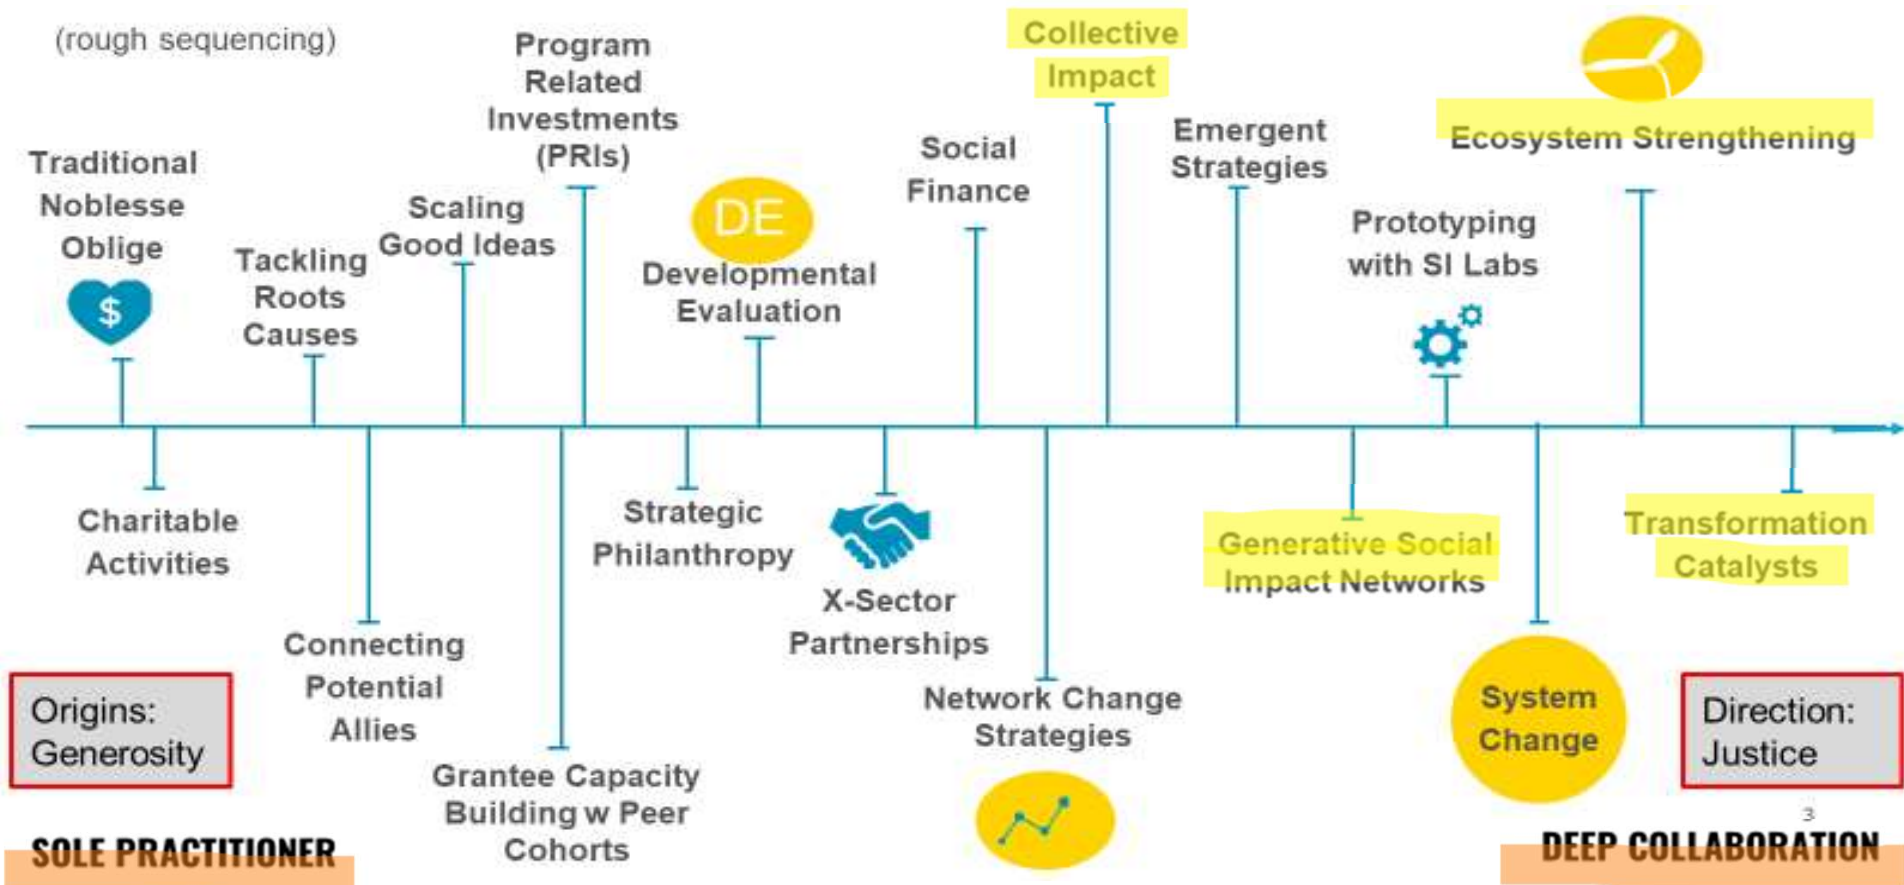 (rough sequencing)
Traditional
Noblesse
Oblige
$
Tackling
Roots
Causes
Scaling
Good Ideas
Program
Related
Investments
(PRIs)
DE
Developmental
Evaluation
Social
Finance
Collective
Impact
Emergent
Strategies
Prototyping
with SI Labs
Ecosystem Strengthening
Charitable
Activities
Connecting
Potential
Allies
Grantee Capacity
Building w Peer
Cohorts
Strategic
Philanthropy
X-Sector
Partnerships
Network Change
Strategies
Generative Social
Impact Networks
System
Change
Transformation
Catalysts
Origins:
Generosity
Direction:
Justice
3
SOLE PRACTITIONER
DEEP COLLABORATION